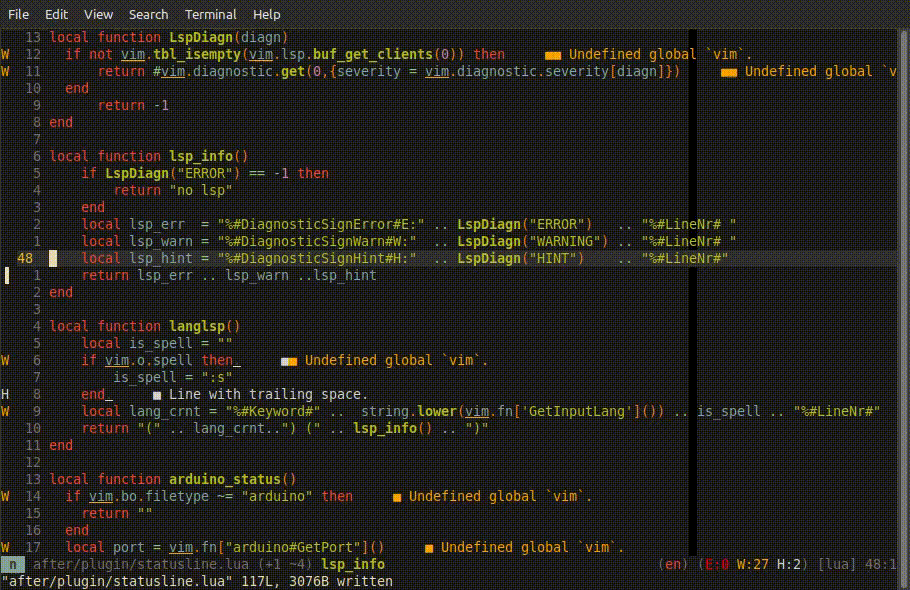 File Edit View Search Terminal Help
13 local function LspDiagn(diagn)
W 12 if not vim.tbl_isempty(vim.lsp.buf_get_clients(0)) then ■■ Undefined global `vim`.
W 11 return #vim.diagnostic.get(0,{severity = vim.diagnostic.severity[diagn]}) ■■ Undefined global `v
10 end
9 return -1
8 end
7
6 local function lsp_info()
5 if LspDiagn("ERROR") == -1 then
4 return "no lsp"
3 end
2 local lsp_err = "%#DiagnosticSignError#E:" .. LspDiagn("ERROR") .. "%#LineNr# "
1 local lsp_warn = "%#DiagnosticSignWarn#W:" .. LspDiagn("WARNING") .. "%#LineNr# "
48 local lsp_hint = "%#DiagnosticSignHint#H:" .. LspDiagn("HINT") .. "%#LineNr#"
1 return lsp_err .. lsp_warn ..lsp_hint
2 end
3
4 local function langlsp()
5 local is_spell = ""
W 6 if vim.o.spell then_ ■■ Undefined global `vim`.
7 is_spell = ":s"
H 8 end_ ■ Line with trailing space.
W 9 local lang_crnt = "%#Keyword#" .. string.lower(vim.fn['GetInputLang']()) .. is_spell .. "%#LineNr#"
10 return "(" .. lang_crnt..") (" .. lsp_info() .. ")"
11 end
12
13 local function arduino_status()
W 14 if vim.bo.filetype ~= "arduino" then ■ Undefined global `vim`.
15 return ""
16 end
W 17 local port = vim.fn["arduino#GetPort"]() ■ Undefined global `vim`.
n after/plugin/statusline.lua (+1 ~4) lsp_info (en) (E:0 W:27 H:2) [lua] 48:1
"after/plugin/statusline.lua" 117L, 3076B written